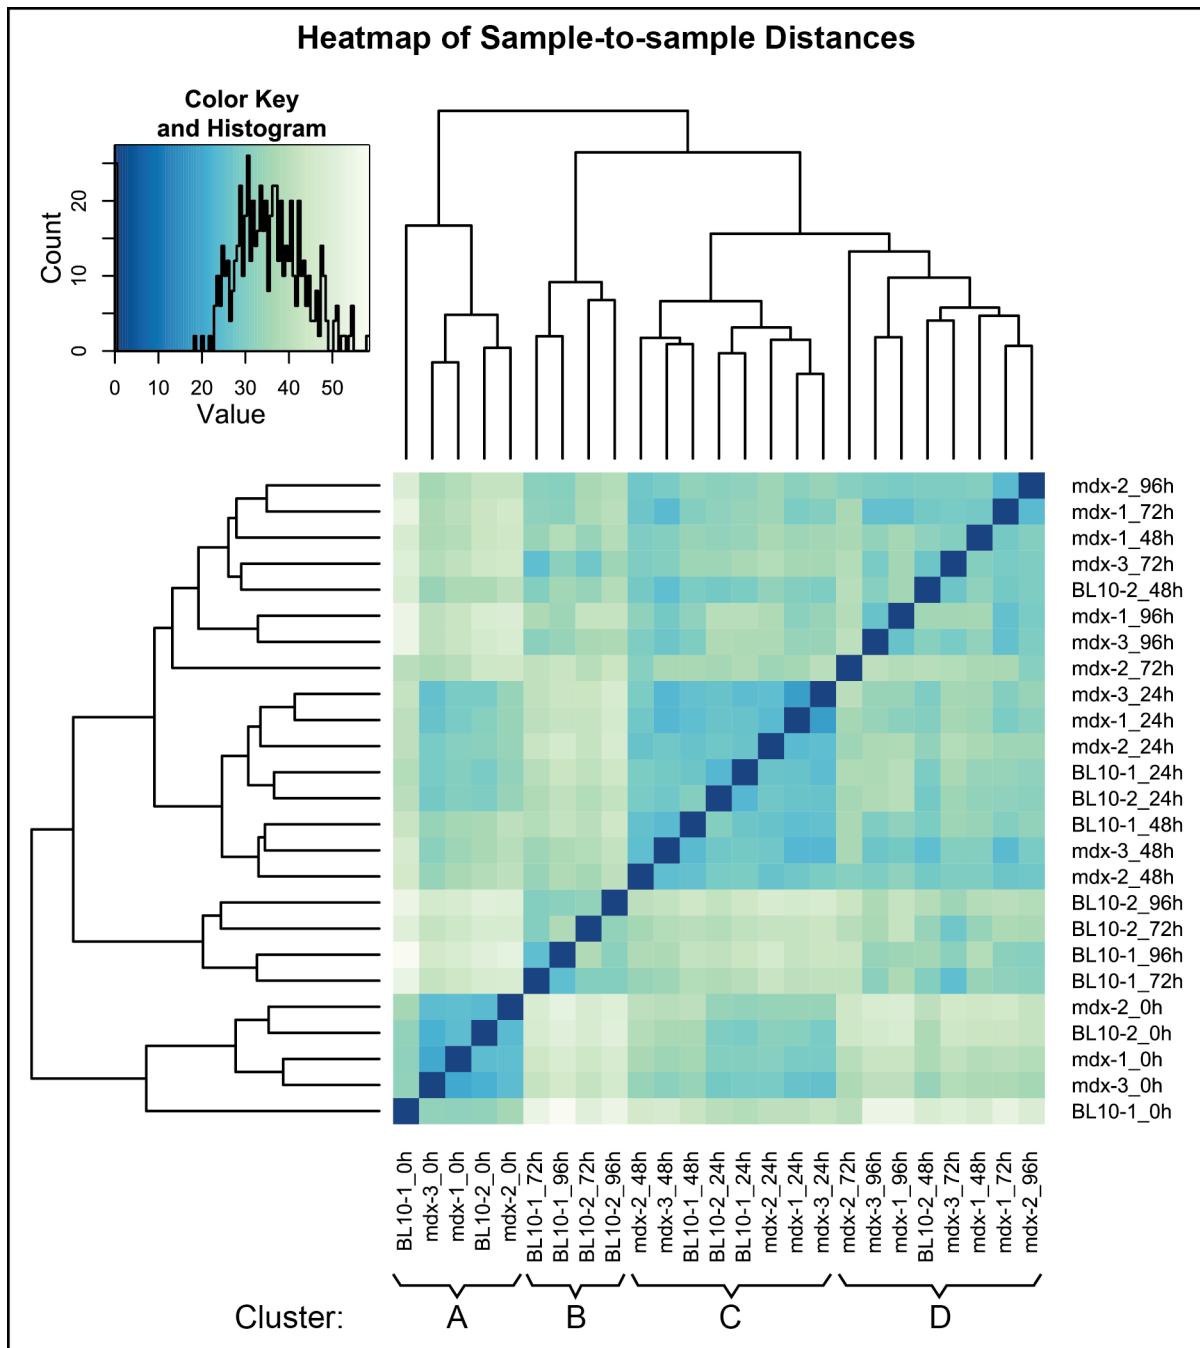 Heatmap of Sample-to-sample Distances
Color Key
and Histogram
Count
0
10
20
0 10 20 30 40 50
Value
mdx-2_96h
mdx-1_72h
mdx-1_48h
mdx-3_72h
BL10-2_48h
mdx-1_96h
mdx-3_96h
mdx-2_72h
mdx-3_24h
mdx-1_24h
mdx-2_24h
BL10-1_24h
BL10-2_24h
BL10-1_48h
mdx-3_48h
mdx-2_48h
BL10-2_96h
BL10-2_72h
BL10-1_96h
BL10-1_72h
mdx-2_0h
BL10-2_0h
mdx-1_0h
mdx-3_0h
BL10-1_0h
BL10-1_0h
mdx-3_0h
mdx-1_0h
BL10-2_0h
mdx-2_0h
BL10-1_72h
BL10-1_96h
BL10-2_72h
BL10-2_96h
mdx-2_48h
mdx-3_48h
BL10-1_48h
BL10-2_24h
BL10-1_24h
mdx-2_24h
mdx-1_24h
mdx-3_24h
mdx-2_72h
mdx-3_96h
mdx-1_96h
BL10-2_48h
mdx-3_72h
mdx-1_48h
mdx-1_72h
mdx-2_96h
Cluster: A B C D